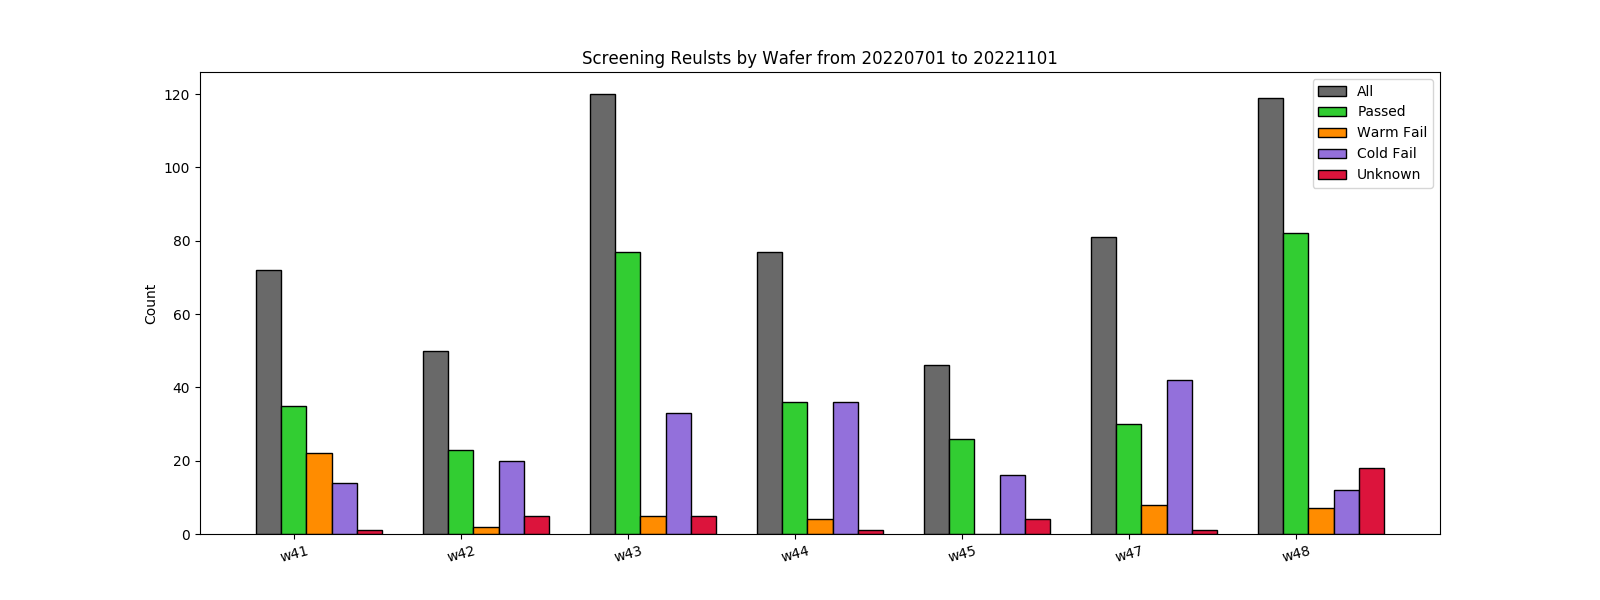 Screening Reulsts by Wafer from 20220701 to 20221101
120
100
80
60
40
20
0
Count
All
Passed
Warm Fail
Cold Fail
Unknown
w41
w42
w43
w44
w45
w47
w48